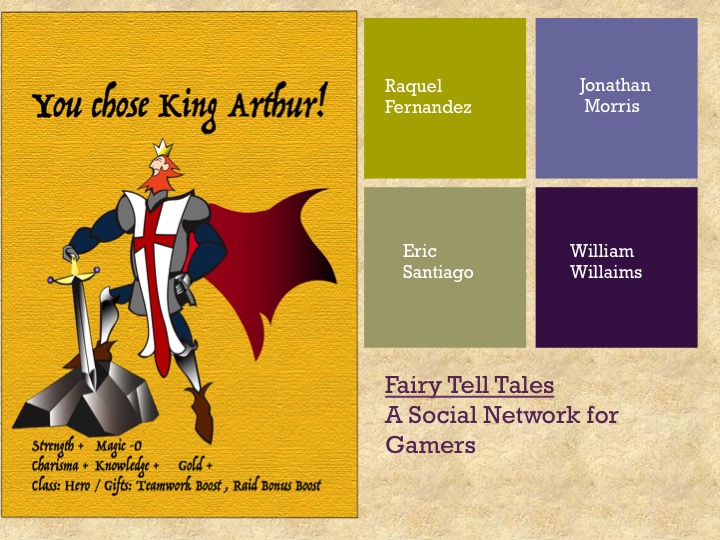 You chose King Arthur!
Strength + Magic -0
Charisma + Knowledge + Gold +
Class: Hero / Gifts: Teamwork Boost , Raid Bonus Boost
Raquel
Fernandez
Jonathan
Morris
Eric
Santiago
William
Willaims
Fairy Tell Tales
A Social Network for
Gamers